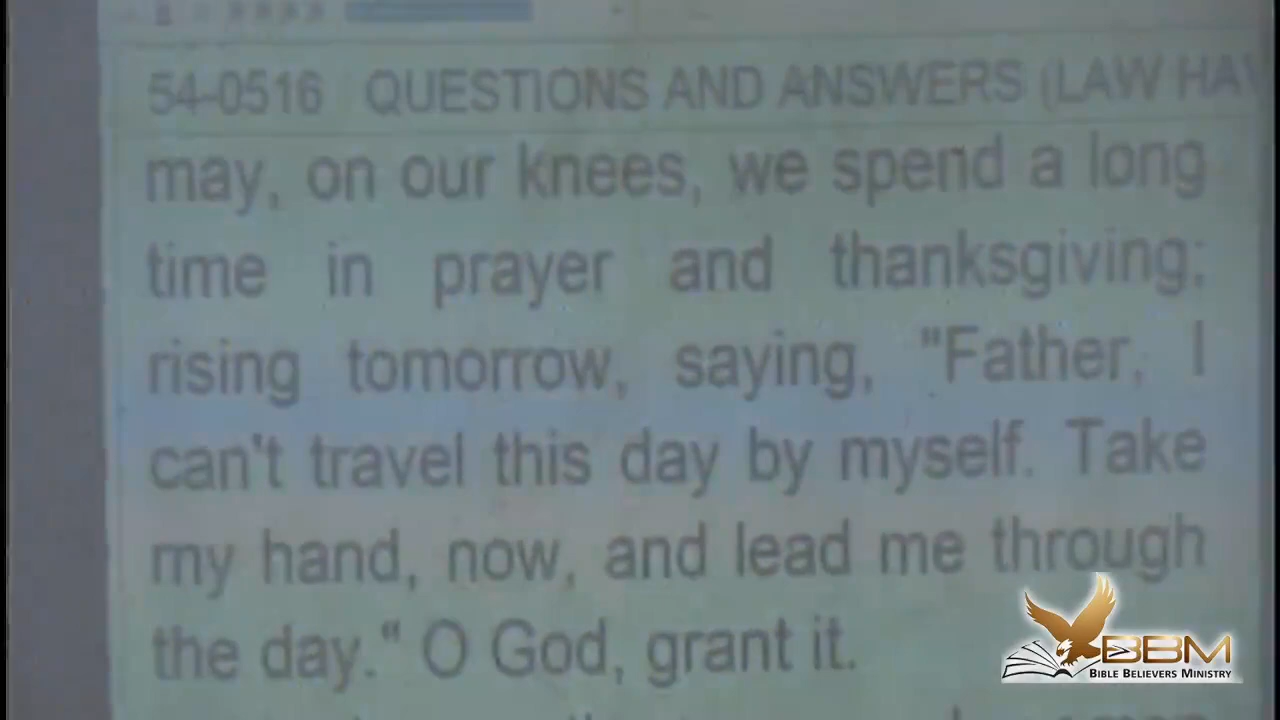 54-0516 QUESTIONS AND ANSWERS (LAW HAV
may, on our knees, we spend a long
time in prayer and thanksgiving;
rising tomorrow, saying, "Father, I
can't travel this day by myself. Take
my hand, now, and lead me through
the day." O God, grant it.
BBM
BIBLE BELIEVERS MINISTRY